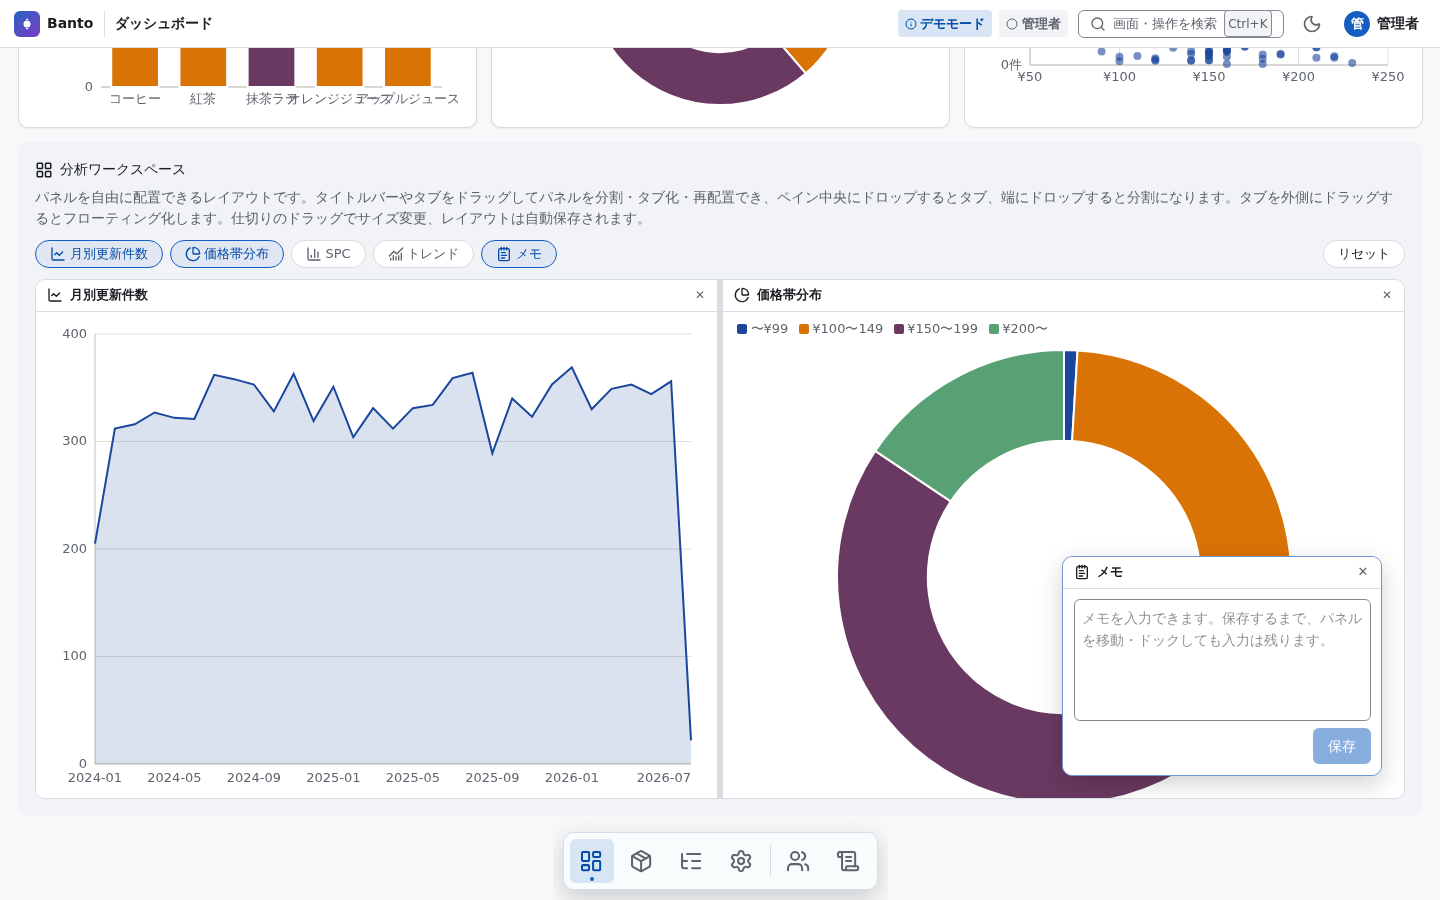 Banto
ダッシュボード
デモモード
管理者
画面・操作を検索
Ctrl+K
管
管理者
0
コーヒー
紅茶
0件
¥50
¥100
¥150
¥200
¥250
分析ワークスペース
パネルを自由に配置できるレイアウトです。タイトルバーやタブをドラッグしてパネルを分割・タブ化・再配置でき、ペイン中央にドロップするとタブ、端にドロップすると分割になります。タブを外側にドラッグす
るとフローティング化します。仕切りのドラッグでサイズ変更、レイアウトは自動保存されます。
月別更新件数
価格帯分布
SPC
トレンド
メモ
リセット
月別更新件数
×
価格帯分布
×
400
300
200
100
0
2024-01
2024-05
2024-09
2025-01
2025-05
2025-09
2026-01
2026-07
〜¥99
¥100〜149
¥150〜199
¥200〜
メモ
×
メモを入力できます。保存するまで、パネル
を移動・ドックしても入力は残ります。
保存